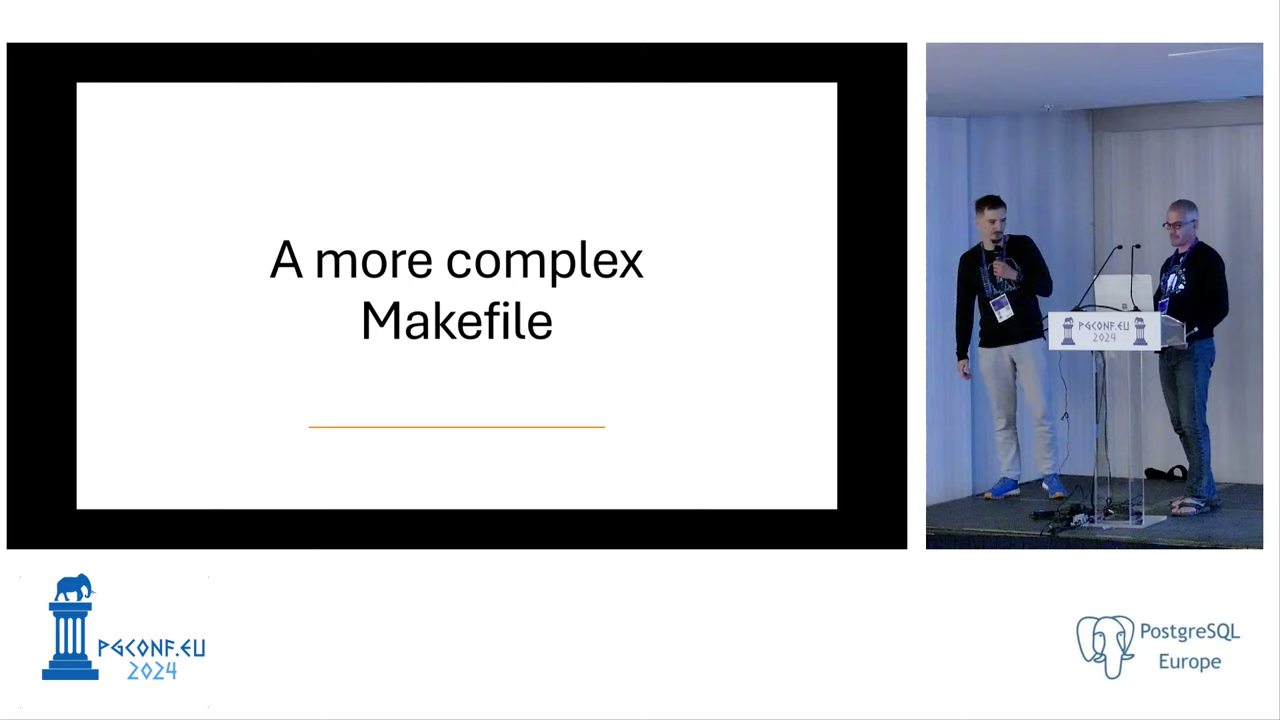 A more complex
Makefile
PGCONF.EU
2024
PGCONF.EU
2024
PostgreSQL
Europe